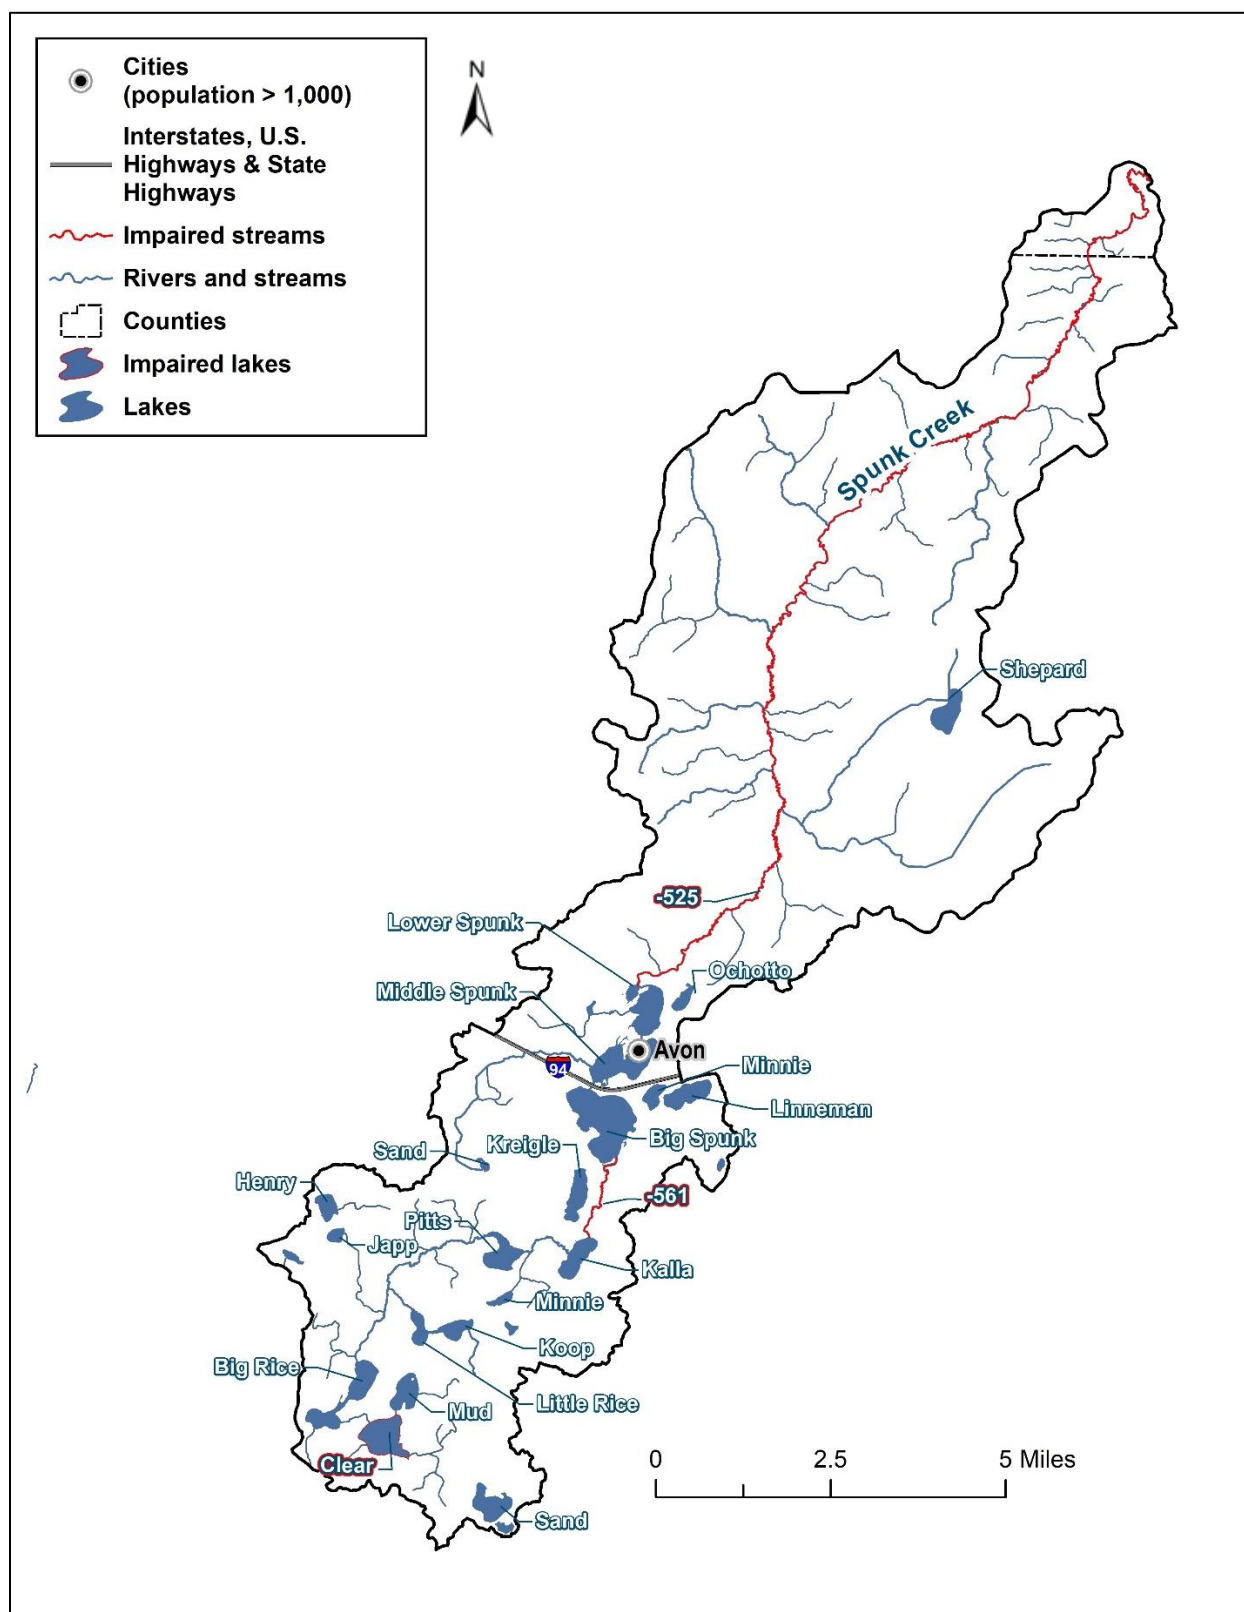 Cities
(population > 1,000)
Interstates, U.S.
Highways & State
Highways
Impaired streams
Rivers and streams
Counties
Impaired lakes
Lakes
N
Spunk Creek
Shepard
-525
Lower Spunk
Ochotto
Middle Spunk
Avon
94
Minnie
Linneman
Big Spunk
Kreigle
Sand
Henry
-561
Pitts
Japp
Kalla
Minnie
Koop
Big Rice
Little Rice
Mud
Clear
Sand
0 2.5 5 Miles